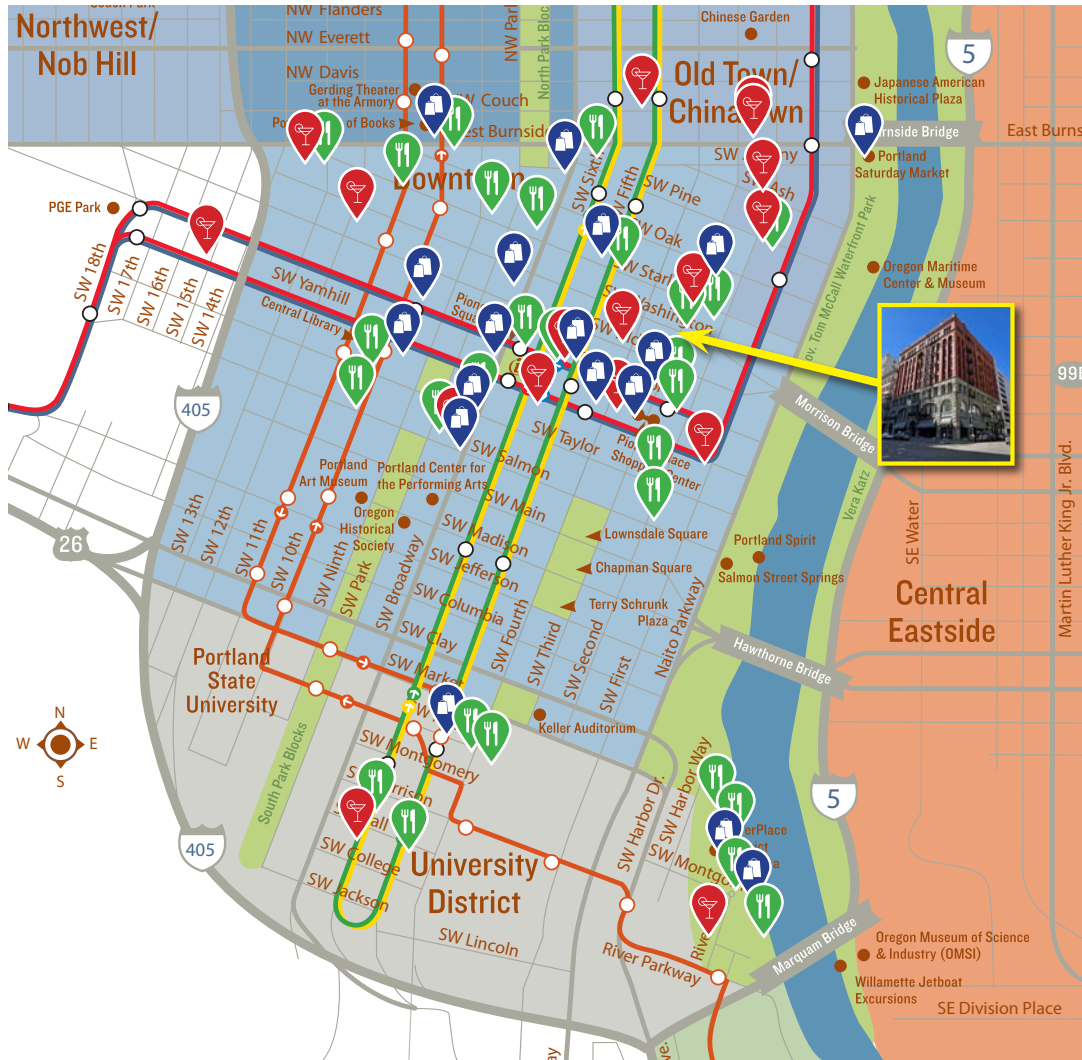 Northwest/
Nob Hill
NW Flanders
NW Everett
NW Davis
Gerding Theater
at the Armory
Couch
of Books
North Park Blocks
NW Park
Chinese Garden
Old Town/
Chinatown
5
Japanese American
Historical Plaza
Burnside Bridge
East Burns
Portland
Saturday Market
Downtown
SW Sixth
SW Fifth
SW Pine
SW Ash
SW Oak
SW Stark
Washington
PGE Park
SW 18th
SW 17th
SW 16th
SW 15th
SW 14th
SW Yamhill
Central Library
Oregon Maritime
Center & Museum
Gov. Tom McCall Waterfront Park
405
99E
Morrison Bridge
SW Taylor
SW Salmon
SW Main
SW Madison
SW Jefferson
SW Columbia
SW Clay
SW Market
Pioneer Place
Shopping Center
Portland
Art Museum
Portland Center for
the Performing Arts
Oregon
Historical
Society
26
SW 13th
SW 12th
SW 11th
SW 10th
SW Ninth
SW Park
SW Broadway
SW Fourth
SW Third
SW Second
SW First
Naito Parkway
Lownsdale Square
Chapman Square
Terry Schrunk
Plaza
Portland Spirit
Salmon Street Springs
Vera Katz
SE Water
Martin Luther King Jr. Blvd.
Central
Eastside
Hawthorne Bridge
Portland
State
University
N
W E
S
Keller Auditorium
SW Montgomery
South Park Blocks
SW College
SW Jackson
University
District
SW Lincoln
SW Harbor Dr.
SW Harbor Way
SW Montgo
5
405
River Parkway
Marquam Bridge
Oregon Museum of Science
& Industry (OMSI)
Willamette Jetboat
Excursions
SE Division Place